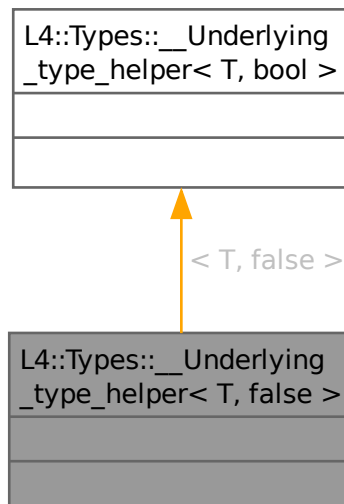 L4::Types::__Underlying
_type_helper< T, bool >
< T, false >
L4::Types::__Underlying
_type_helper< T, false >